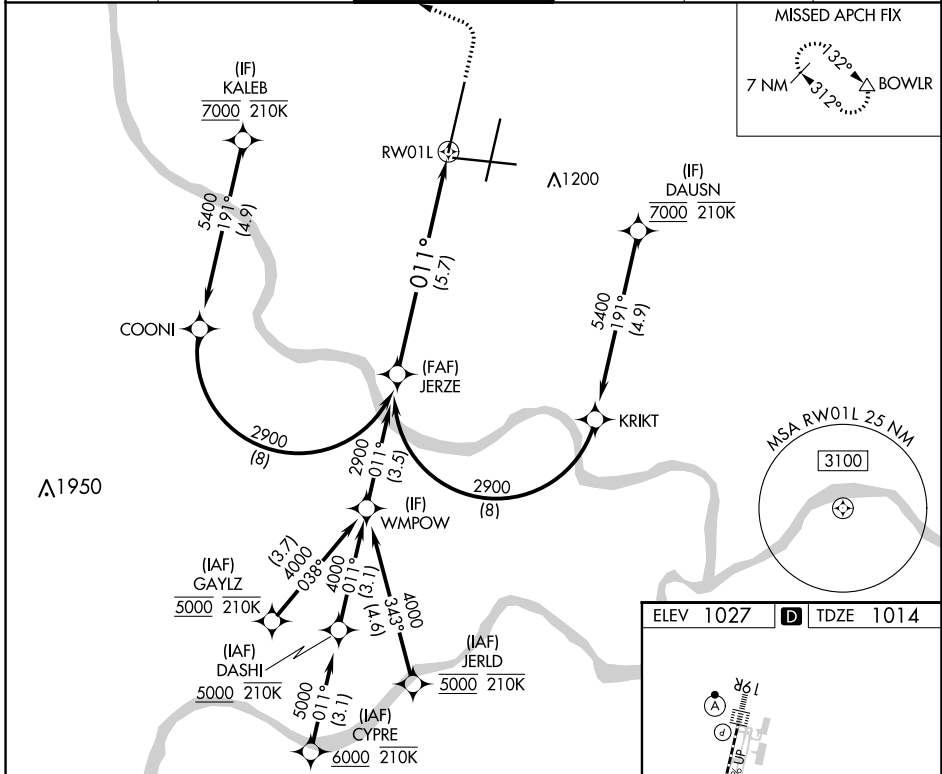 MISSED APCH FIX
132°
7 NM
BOWLR
312°
(IF)
KALEB
7000 210K
RW01L
1200
(IF)
DAUSN
7000 210K
5400
191°
(4.9)
011°
(5.7)
5400
191°
(4.9)
COONI
(FAF)
JERZE
KRIKT
2900
(8)
2900
011°
(3.5)
2900
(8)
MSA RW01L 25 NM
3100
1950
(IF)
WMPOW
(3.7)
4000
038°
4000
011°
(3.1)
4000
343°
(4.6)
(IAF)
GAYLZ
5000 210K
(IAF)
DASHI
5000 210K
(IAF)
JERLD
5000 210K
5000
011°
(3.1)
(IAF)
CYPRE
6000 210K
ELEV 1027 D TDZE 1014
19R
A
P
UP